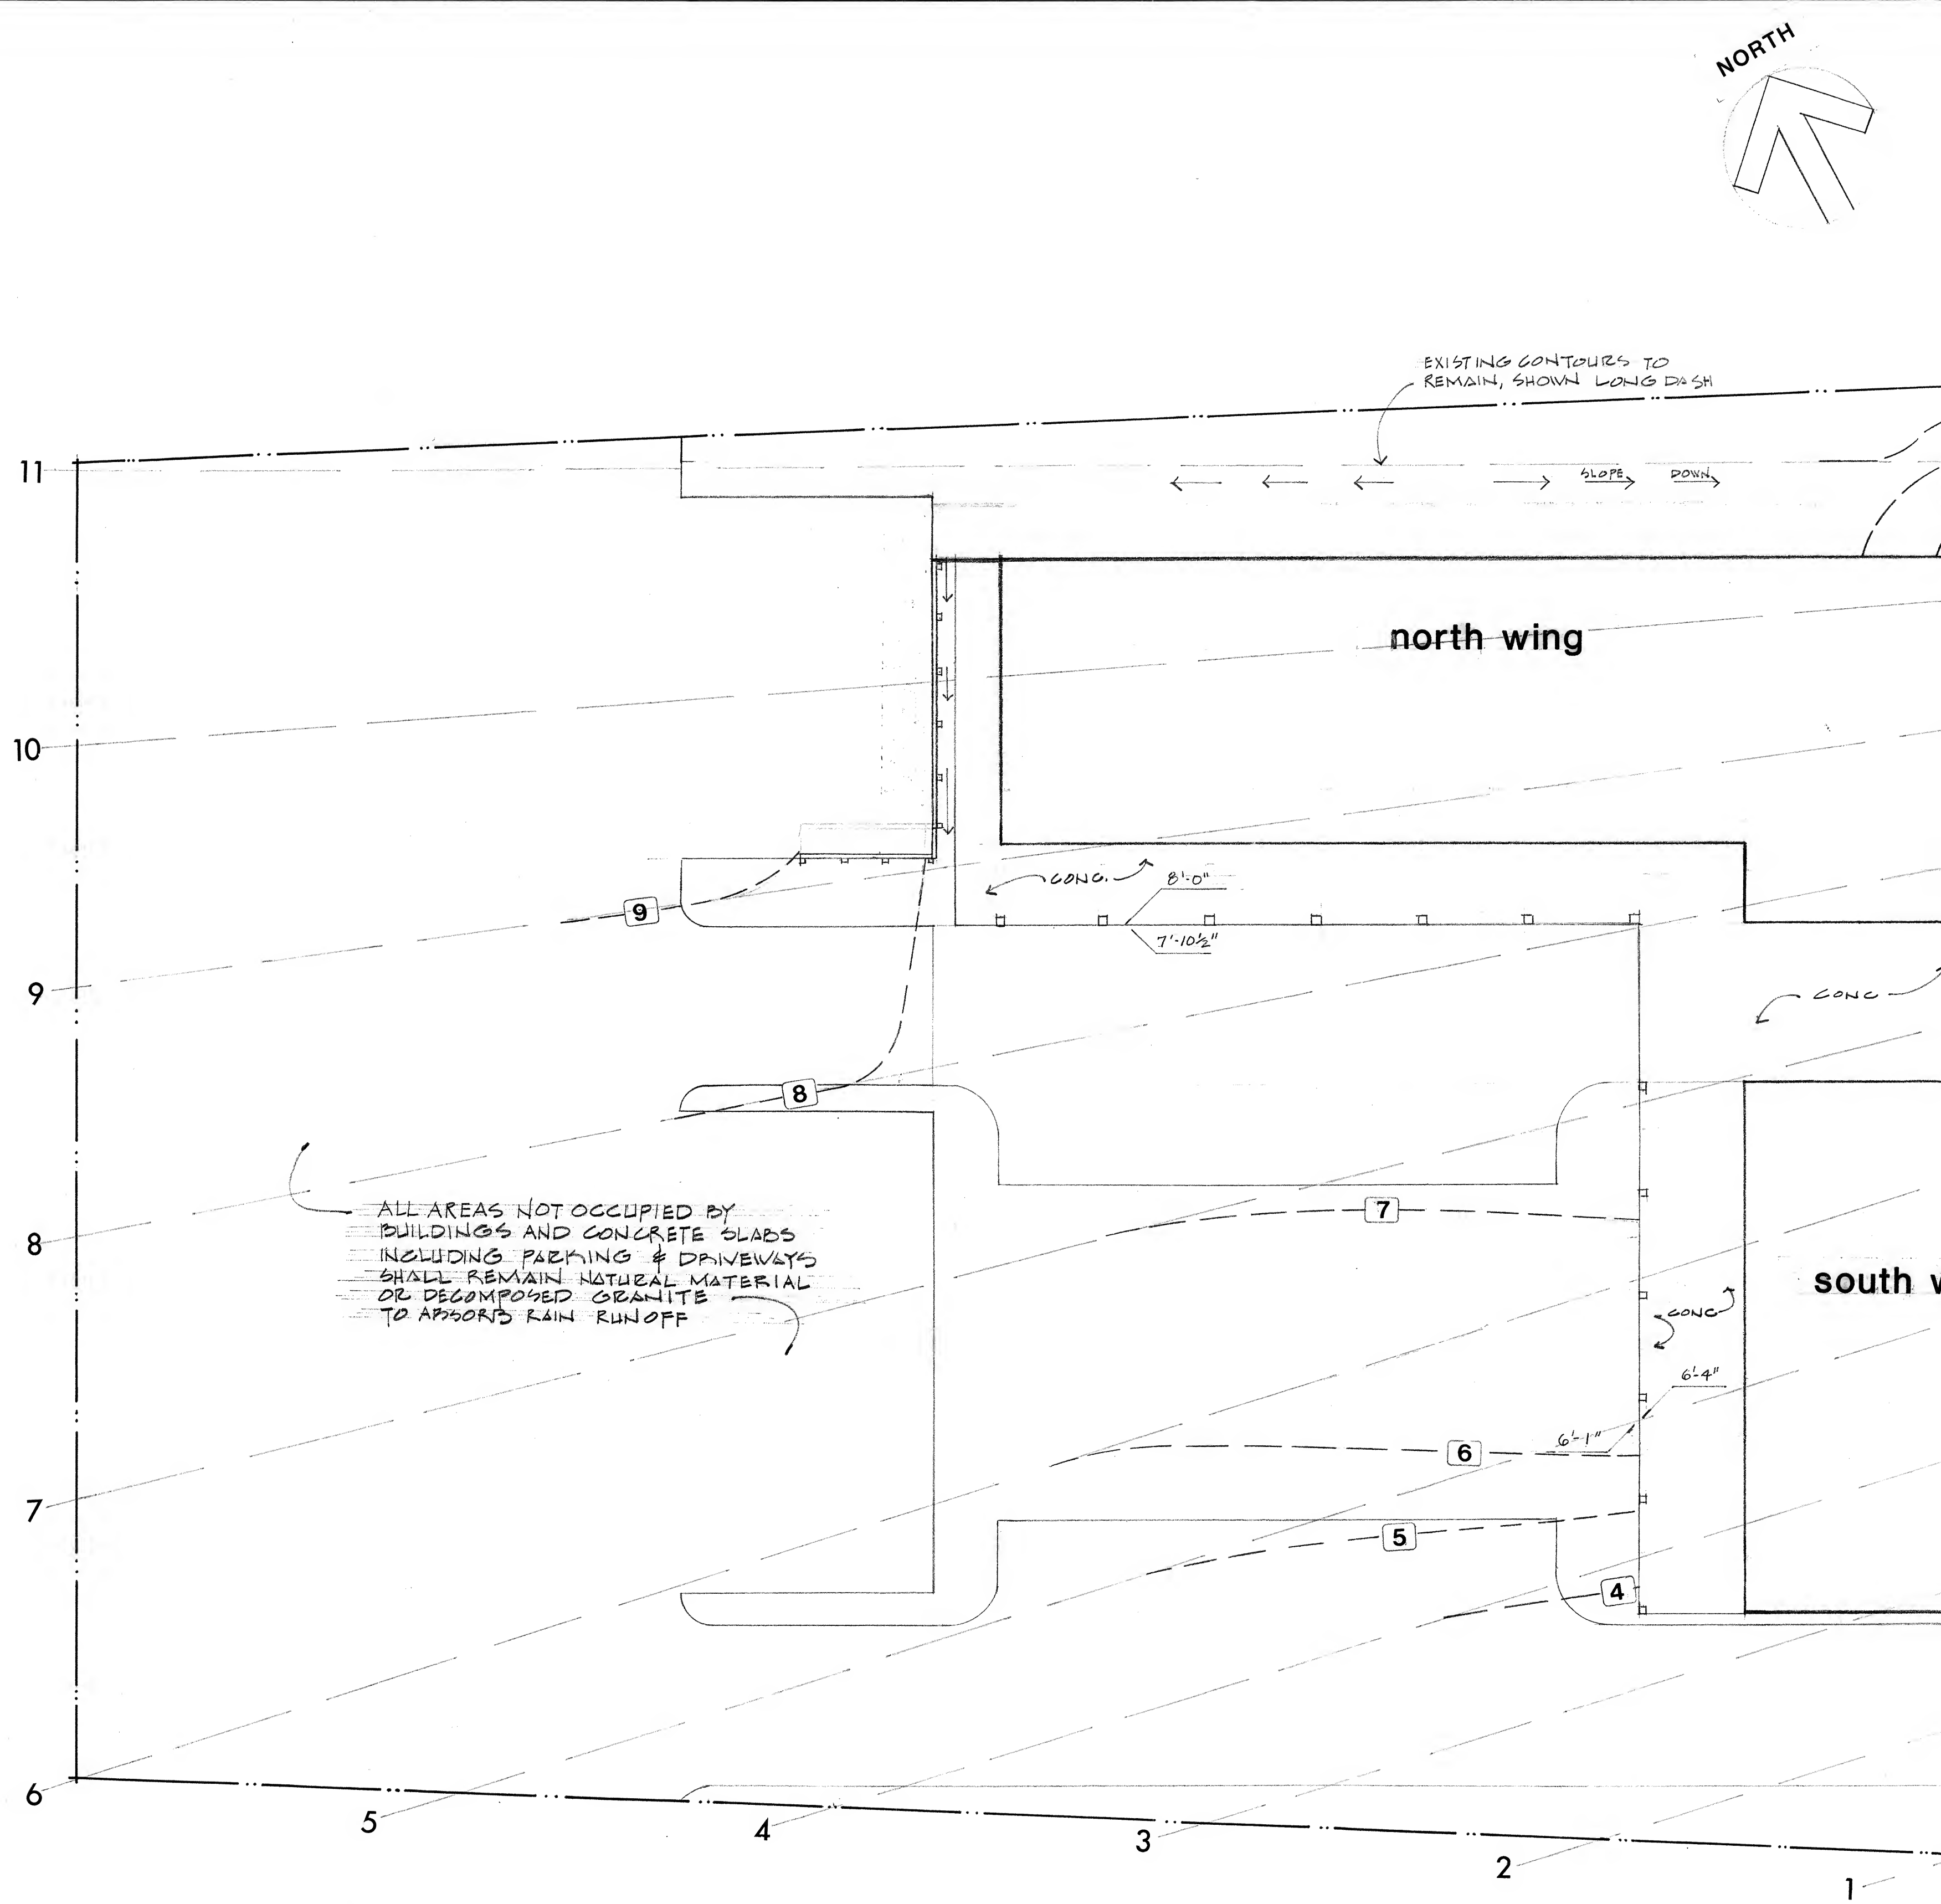 NORTH
EXISTING CONTOURS TO
REMAIN, SHOWN LONG DASH
11
SLOPE DOWN
north wing
10
CONC. 8'-0"
9
7'-10½"
9
CONC
8
ALL AREAS NOT OCCUPIED BY
BUILDINGS AND CONCRETE SLABS
INCLUDING PARKING & DRIVEWAYS
SHALL REMAIN NATURAL MATERIAL
OR DECOMPOSED GRANITE
TO ABSORB RAIN RUNOFF
7
8
south w
CONC
6'-4"
6'-1"
6
7
5
4
6
5
4
3
2
1